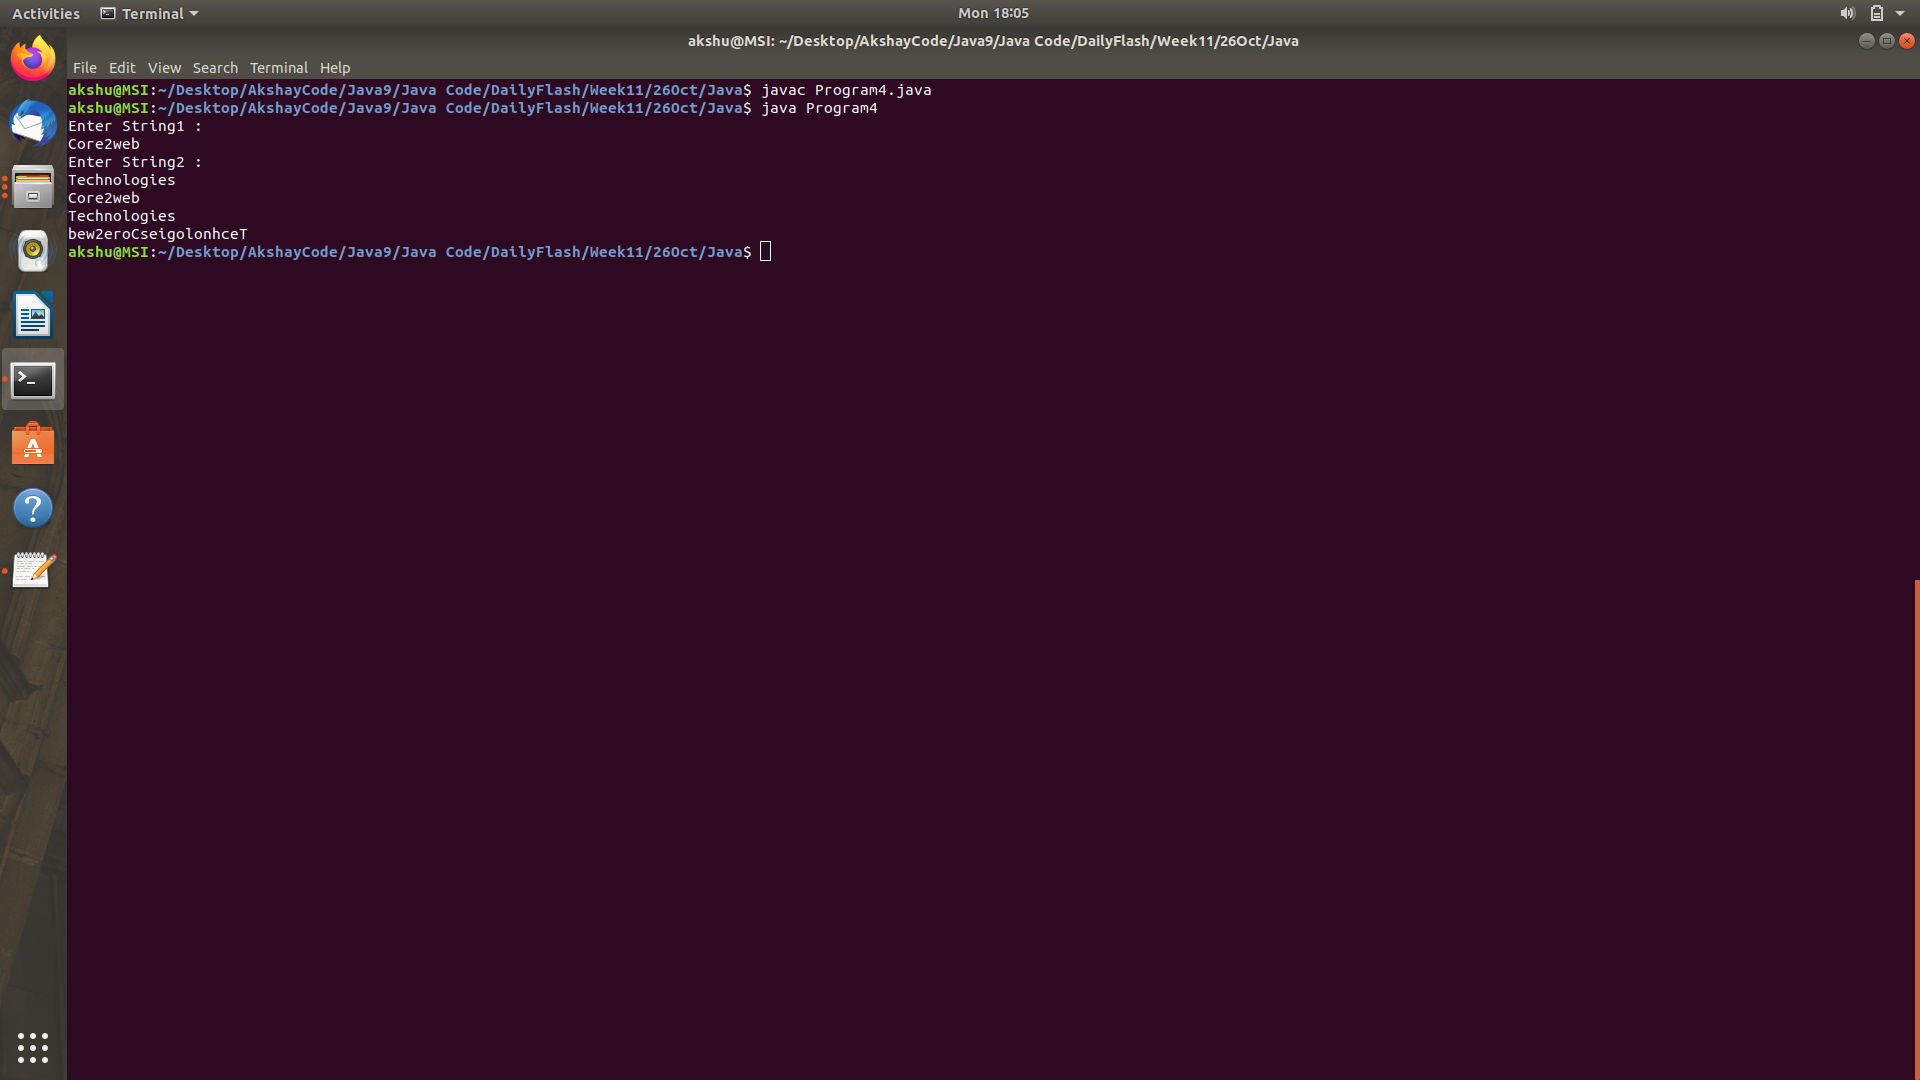 Activities
Terminal
Mon 18:05
akshu@MSI: ~/Desktop/AkshayCode/Java9/Java Code/DailyFlash/Week11/26Oct/Java
File Edit View Search Terminal Help
akshu@MSI:~/Desktop/AkshayCode/Java9/Java Code/DailyFlash/Week11/26Oct/Java$ javac Program4.java
akshu@MSI:~/Desktop/AkshayCode/Java9/Java Code/DailyFlash/Week11/26Oct/Java$ java Program4
Enter String1 :
Core2web
Enter String2 :
Technologies
Core2web
Technologies
bew2eroCseigolonhceT
akshu@MSI:~/Desktop/AkshayCode/Java9/Java Code/DailyFlash/Week11/26Oct/Java$